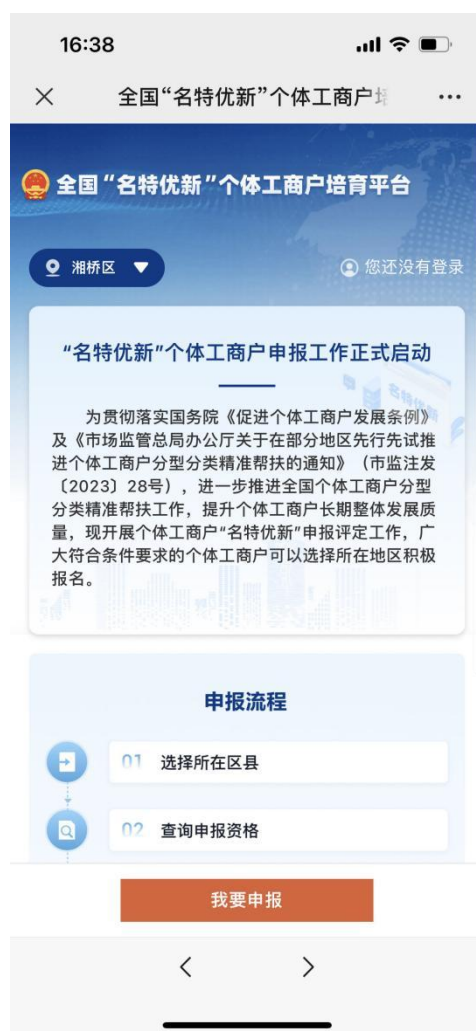 16:38
全国“名特优新”个体工商户
全国“名特优新”个体工商户培育平台
湘桥区
您还没有登录
“名特优新”个体工商户申报工作正式启动
为贯彻落实国务院《促进个体工商户发展条例》
及《市场监管总局办公厅关于在部分地区先行先试推
进个体工商户分型分类精准帮扶的通知》（市监注发
〔2023〕28号），进一步推进全国个体工商户分型
分类精准帮扶工作，提升个体工商户长期整体发展质
量，现开展个体工商户“名特优新”申报评定工作，广
大符合条件要求的个体工商户可以选择所在地区积极
报名。
申报流程
01 选择所在区县
02 查询申报资格
我要申报